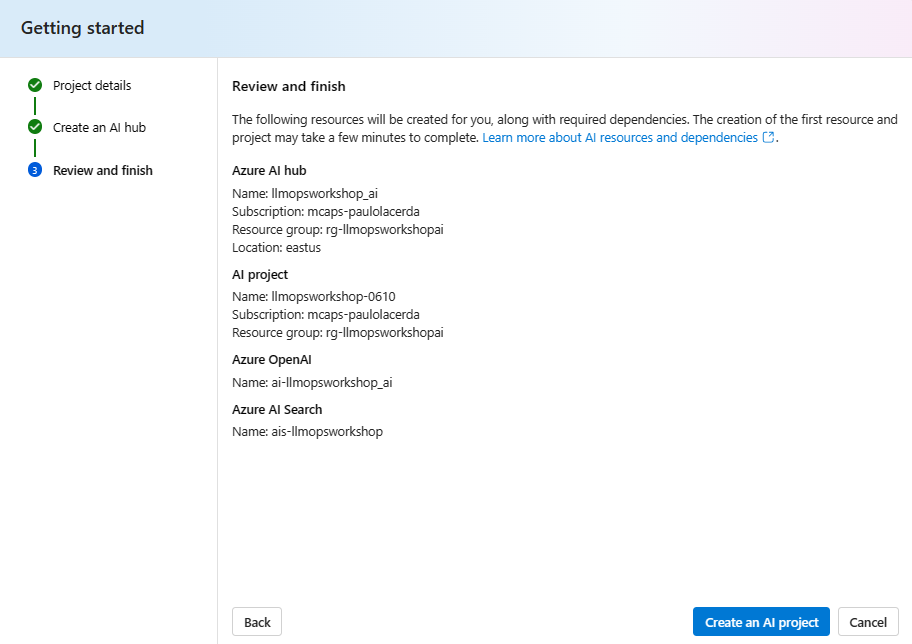 Getting started
Project details
Create an AI hub
3
Review and finish
Review and finish
The following resources will be created for you, along with required dependencies. The creation of the first resource and
project may take a few minutes to complete. Learn more about AI resources and dependencies.
Azure AI hub
Name: llmopsworkshop_ai
Subscription: mcaps-paulolacerda
Resource group: rg-llmopsworkshopai
Location: eastus
AI project
Name: llmopsworkshop-0610
Subscription: mcaps-paulolacerda
Resource group: rg-llmopsworkshopai
Azure OpenAI
Name: ai-llmopsworkshop_ai
Azure AI Search
Name: ais-llmopsworkshop
Back
Create an AI project
Cancel